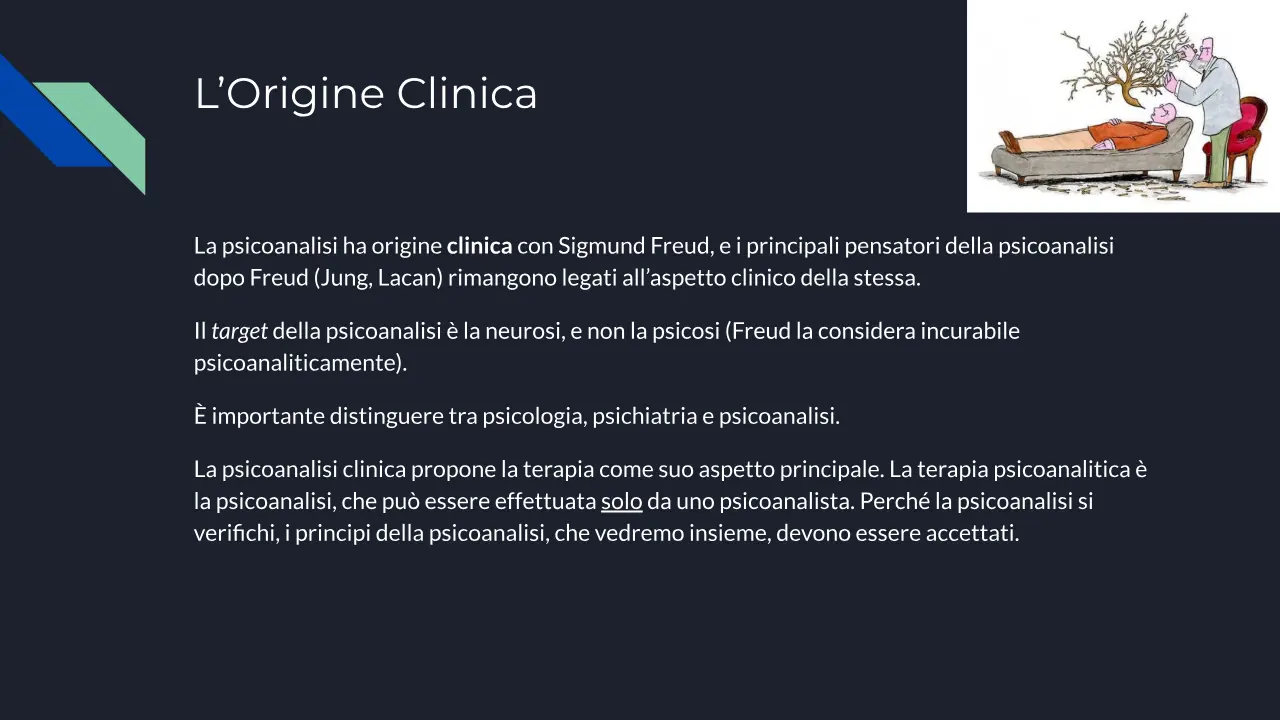 L’Origine Clinica
La psicoanalisi ha origine clinica con Sigmund Freud, e i principali pensatori della psicoanalisi
dopo Freud (Jung, Lacan) rimangono legati all’aspetto clinico della stessa.
Il target della psicoanalisi è la neurosi, e non la psicosi (Freud la considera incurabile
psicoanaliticamente).
È importante distinguere tra psicologia, psichiatria e psicoanalisi.
La psicoanalisi clinica propone la terapia come suo aspetto principale. La terapia psicoanalitica è
la psicoanalisi, che può essere effettuata solo da uno psicoanalista. Perché la psicoanalisi si
verifichi, i principi della psicoanalisi, che vedremo insieme, devono essere accettati.